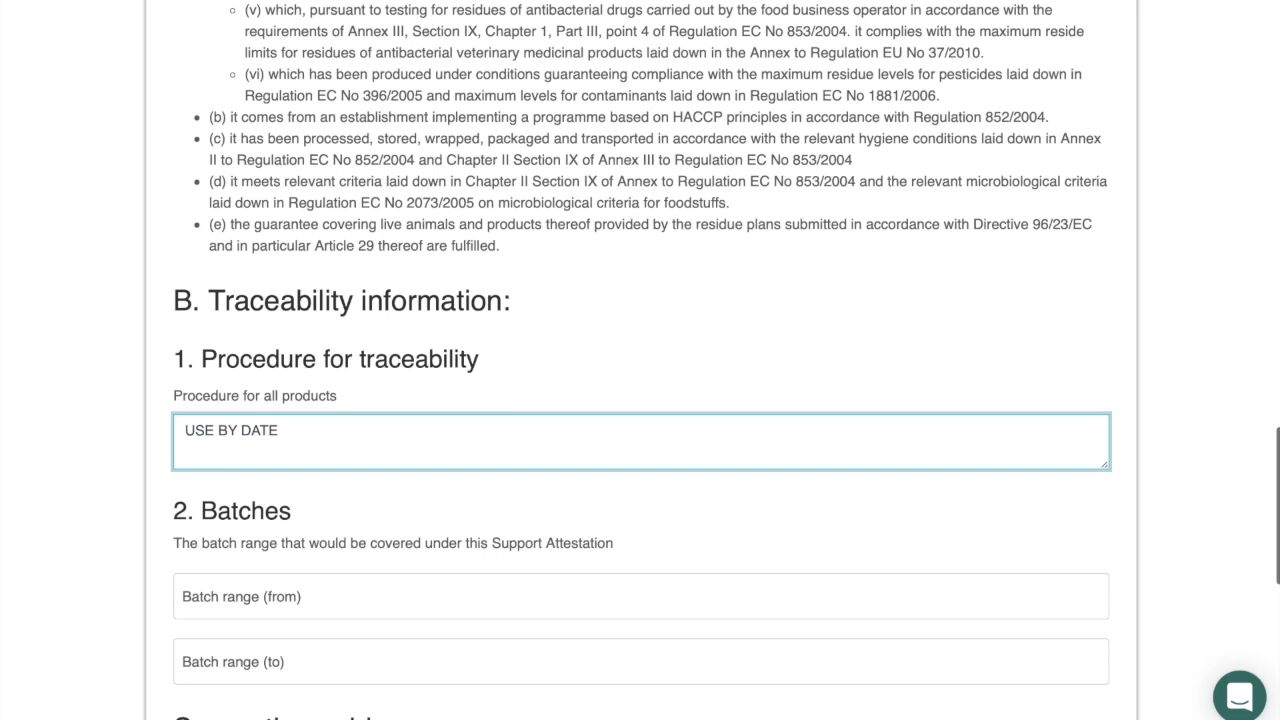 (v) which, pursuant to testing for residues of antibacterial drugs carried out by the food business operator in accordance with the
requirements of Annex III, Section IX, Chapter 1, Part III, point 4 of Regulation EC No 853/2004. it complies with the maximum reside
limits for residues of antibacterial veterinary medicinal products laid down in the Annex to Regulation EU No 37/2010.
(vi) which has been produced under conditions guaranteeing compliance with the maximum residue levels for pesticides laid down in
Regulation EC No 396/2005 and maximum levels for contaminants laid down in Regulation EC No 1881/2006.
(b) it comes from an establishment implementing a programme based on HACCP principles in accordance with Regulation 852/2004.
(c) it has been processed, stored, wrapped, packaged and transported in accordance with the relevant hygiene conditions laid down in Annex
II to Regulation EC No 852/2004 and Chapter II Section IX of Annex III to Regulation EC No 853/2004
(d) it meets relevant criteria laid down in Chapter II Section IX of Annex to Regulation EC No 853/2004 and the relevant microbiological criteria
laid down in Regulation EC No 2073/2005 on microbiological criteria for foodstuffs.
(e) the guarantee covering live animals and products thereof provided by the residue plans submitted in accordance with Directive 96/23/EC
and in particular Article 29 thereof are fulfilled.
B. Traceability information:
1. Procedure for traceability
Procedure for all products
USE BY DATE
2. Batches
The batch range that would be covered under this Support Attestation
Batch range (from)
Batch range (to)